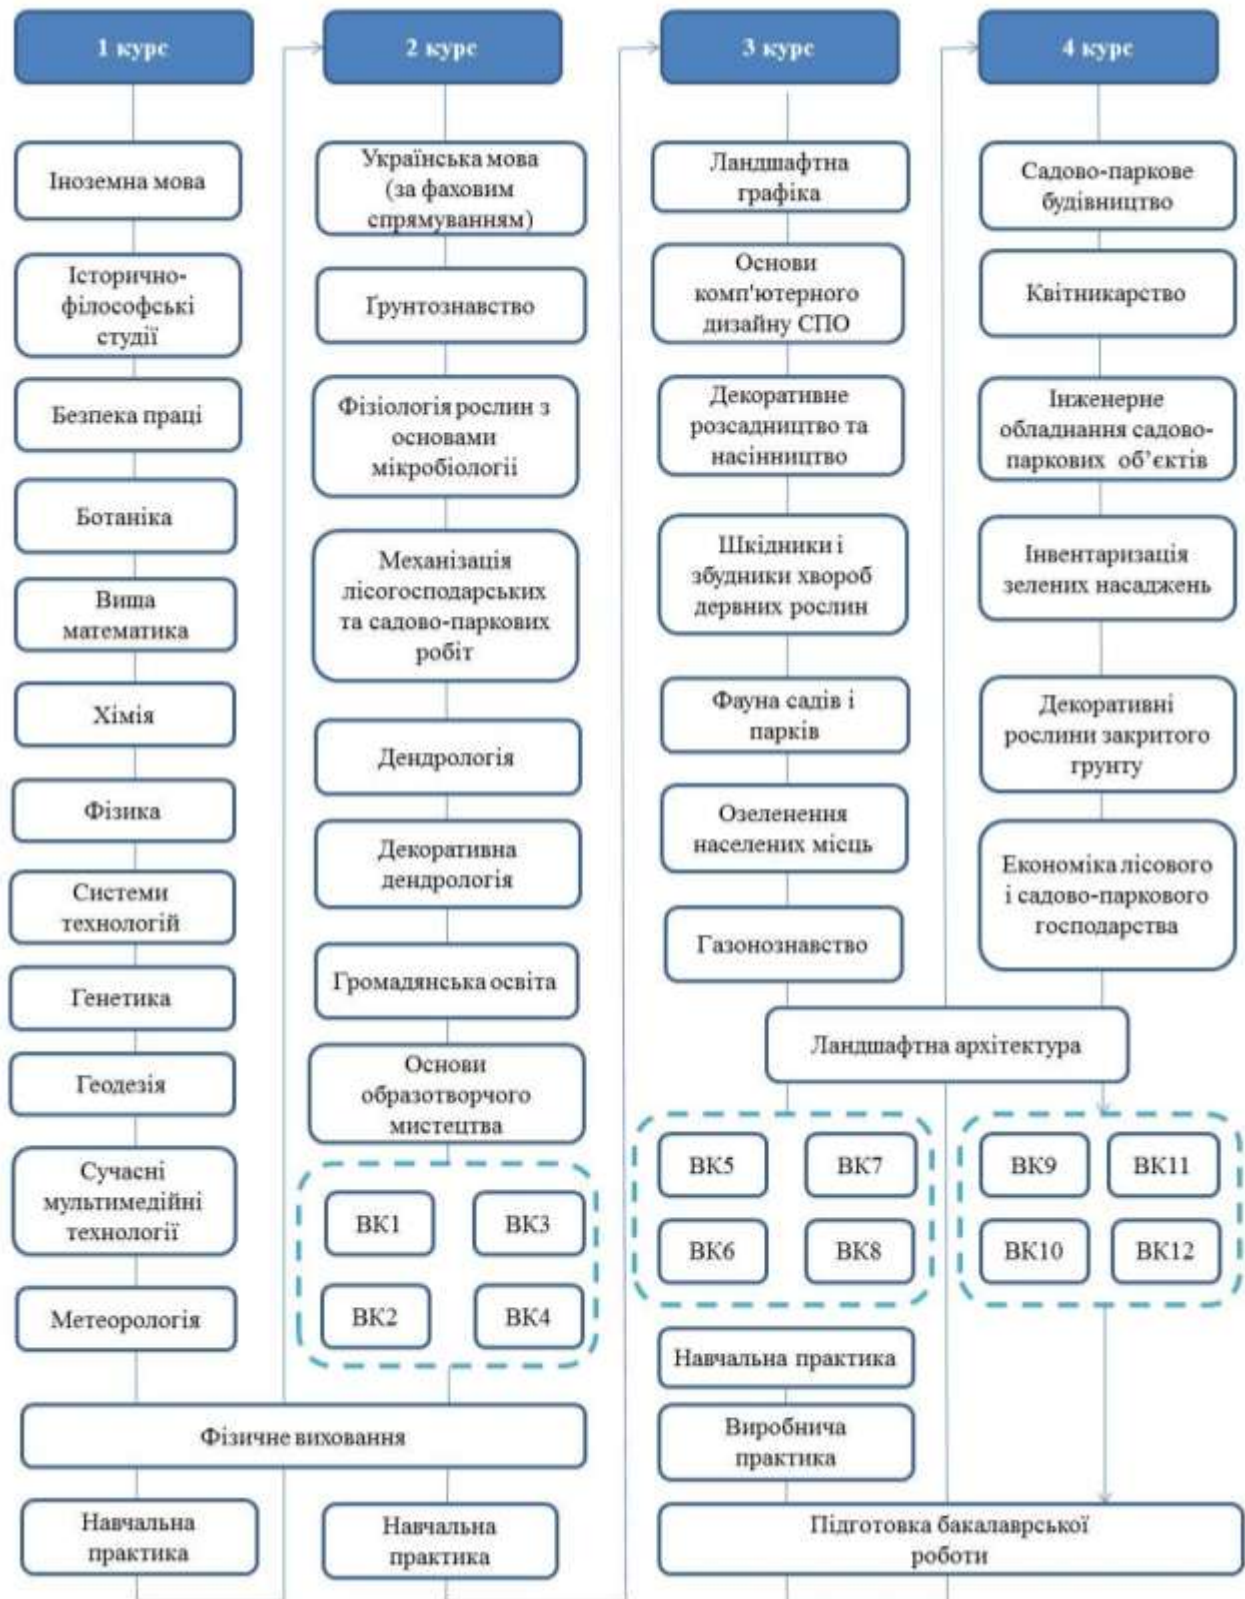 1 курс
Іноземна мова
Історично-
філософські
студії
Безпека праці
Ботаніка
Вища
математика
Хімія
Фізика
Системи
технологій
Генетика
Геодезія
Сучасні
мультимедійні
технології
Метеорологія
Фізичне виховання
Навчальна
практика
2 курс
Українська мова
(за фаховим
спрямуванням)
Ґрунтознавство
Фізіологія рослин з
основами
мікробіології
Механізація
лісогосподарських
та садово-паркових
робіт
Дендрологія
Декоративна
дендрологія
Громадянська освіта
Основи
образотворчого
мистецтва
ВК1
ВК3
ВК2
ВК4
Навчальна
практика
3 курс
Ландшафтна
графіка
Основи
комп'ютерного
дизайну СПО
Декоративне
розсадництво та
насінництво
Шкідники і
збудники хвороб
дервних рослин
Фауна садів і
парків
Озеленення
населених місць
Газонознавство
Ландшафтна архітектура
ВК5
ВК7
ВК6
ВК8
Навчальна практика
Виробнича
практика
Підготовка бакалаврської
роботи
4 курс
Садово-паркове
будівництво
Квітникарство
Інженерне
обладнання садово-
паркових об’єктів
Інвентаризація
зелених насаджень
Декоративні
рослини закритого
грунту
Економіка лісового
і садово-паркового
господарства
ВК9
ВК11
ВК10
ВК12